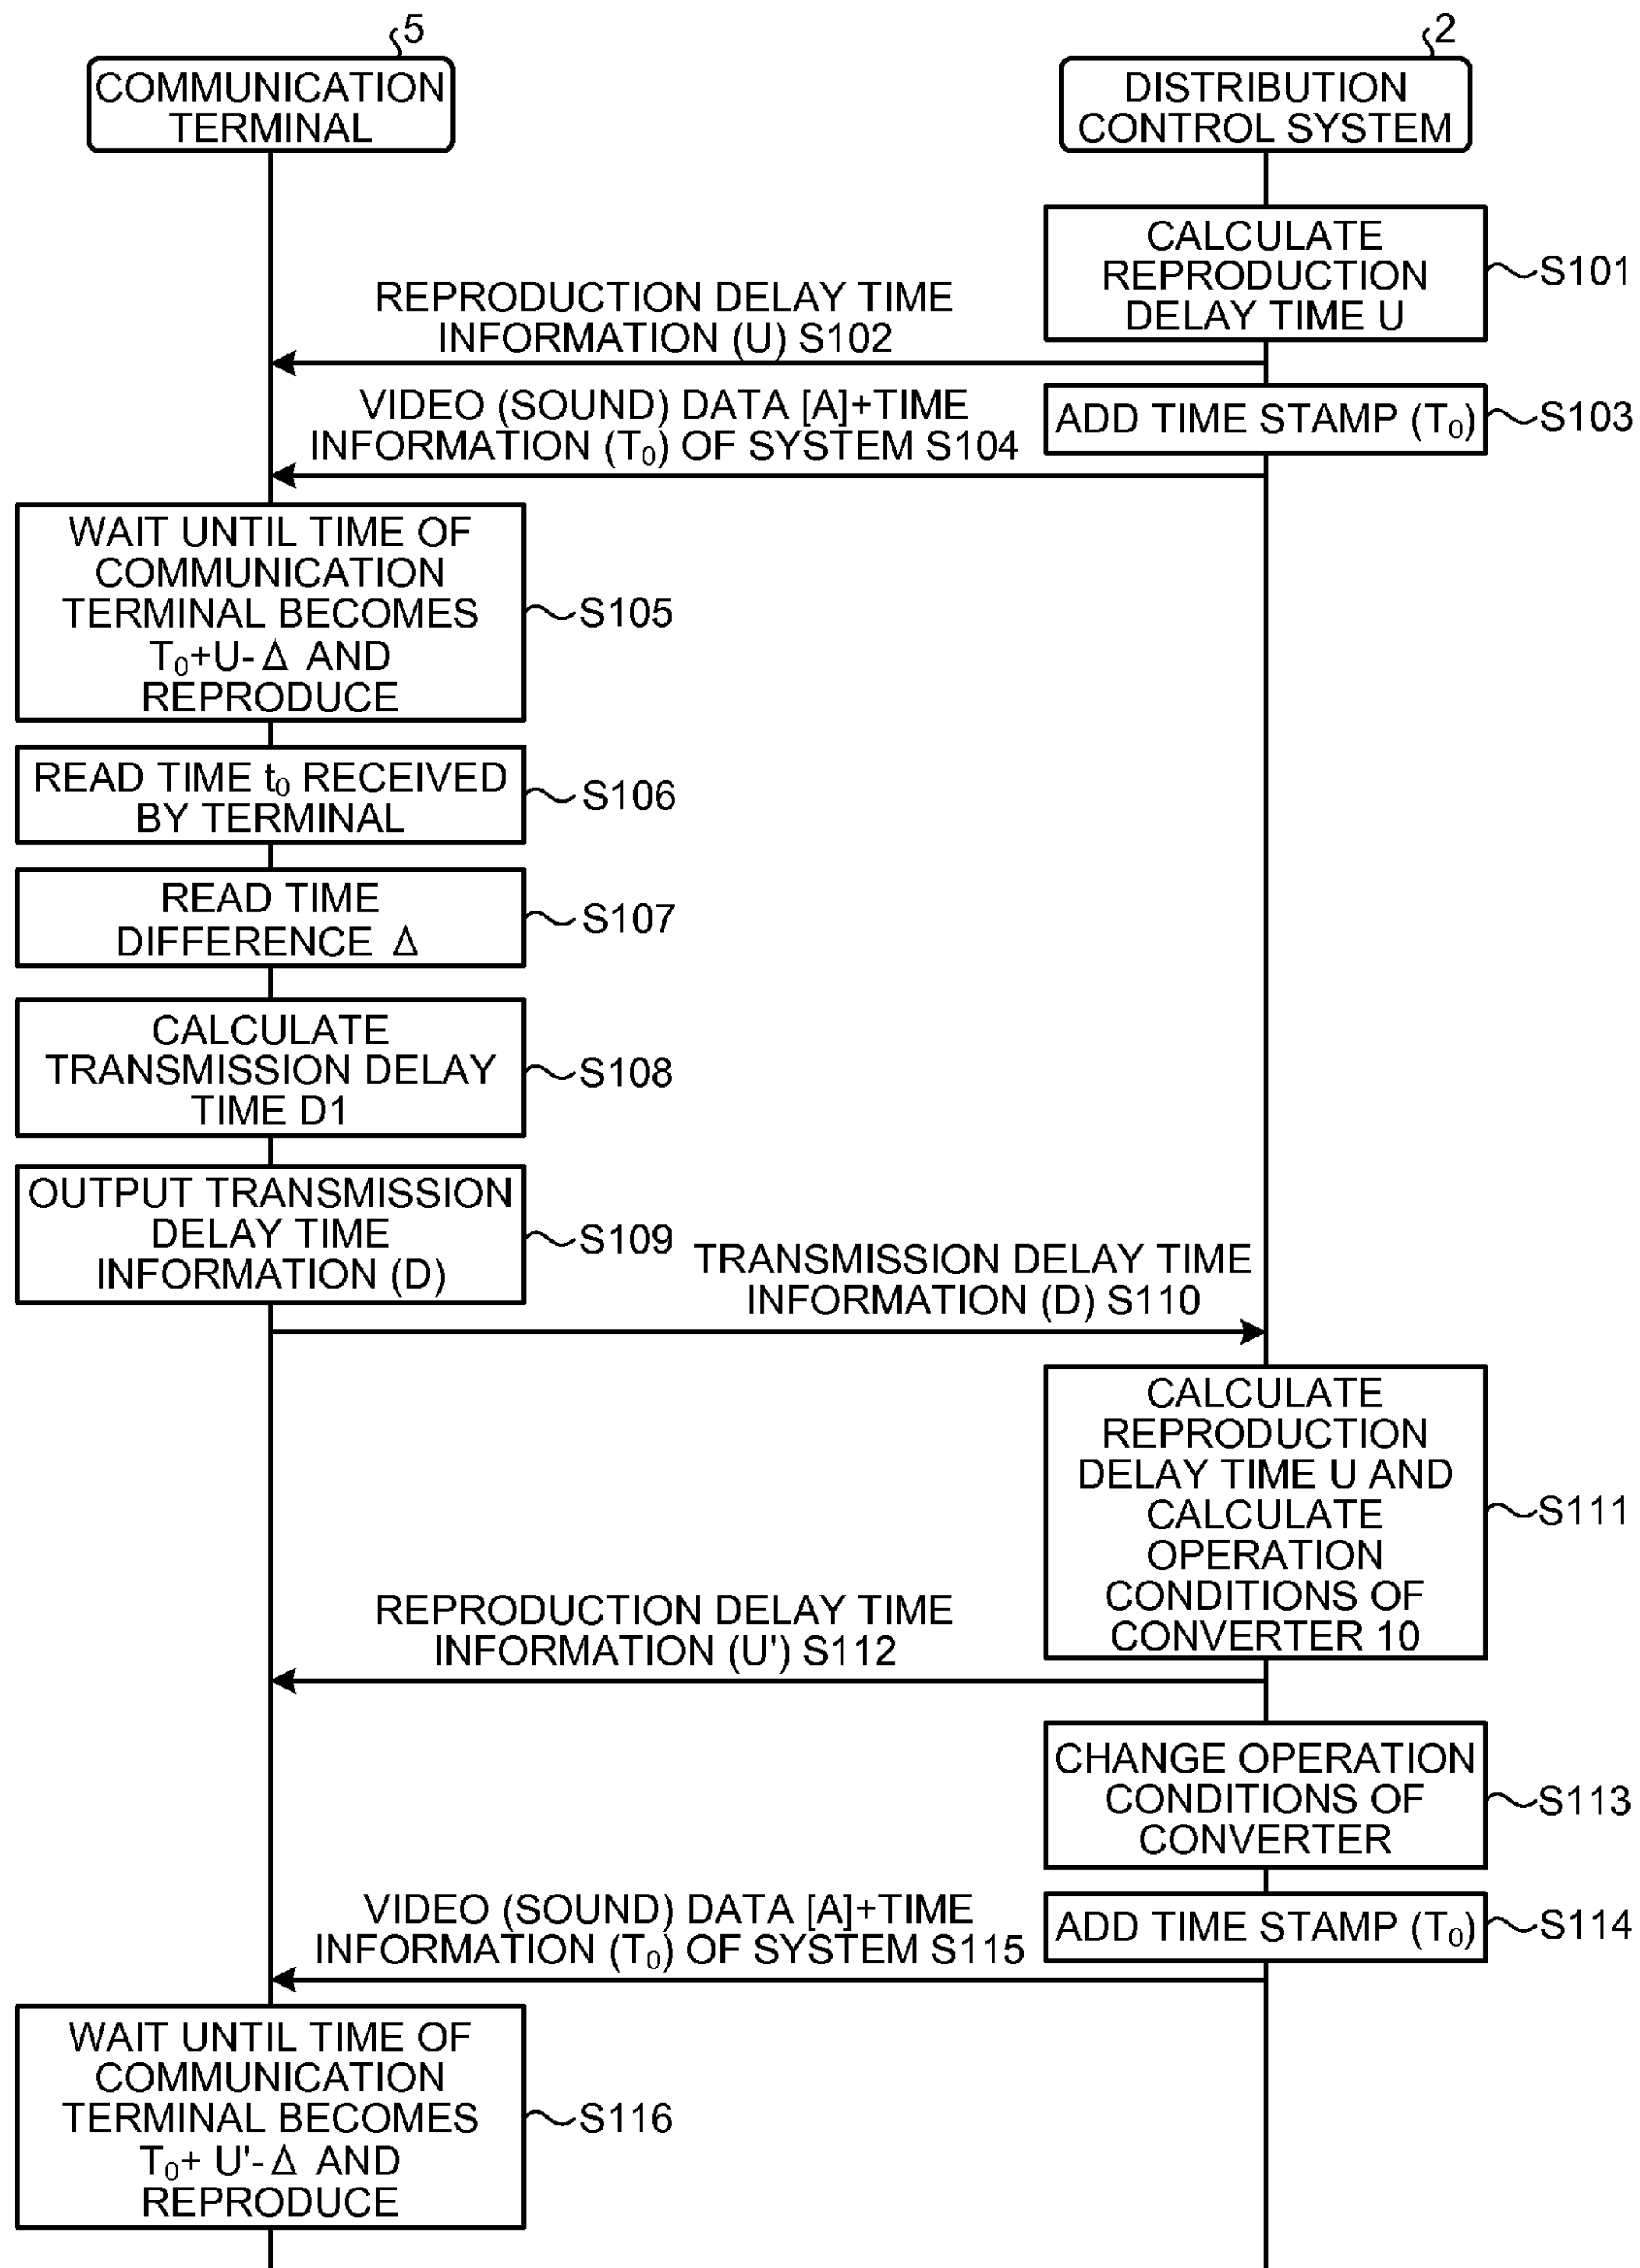 5
COMMUNICATION
TERMINAL
2
DISTRIBUTION
CONTROL SYSTEM
CALCULATE
REPRODUCTION
DELAY TIME U
S101
REPRODUCTION DELAY TIME
INFORMATION (U) S102
ADD TIME STAMP (T₀)
S103
VIDEO (SOUND) DATA [A]+TIME
INFORMATION (T₀) OF SYSTEM S104
WAIT UNTIL TIME OF
COMMUNICATION
TERMINAL BECOMES
T₀+U-Δ AND
REPRODUCE
S105
READ TIME t₀ RECEIVED
BY TERMINAL
S106
READ TIME
DIFFERENCE Δ
S107
CALCULATE
TRANSMISSION DELAY
TIME D1
S108
OUTPUT TRANSMISSION
DELAY TIME
INFORMATION (D)
S109
TRANSMISSION DELAY TIME
INFORMATION (D) S110
CALCULATE
REPRODUCTION
DELAY TIME U AND
CALCULATE
OPERATION
CONDITIONS OF
CONVERTER 10
S111
REPRODUCTION DELAY TIME
INFORMATION (U') S112
CHANGE OPERATION
CONDITIONS OF
CONVERTER
S113
ADD TIME STAMP (T₀)
S114
VIDEO (SOUND) DATA [A]+TIME
INFORMATION (T₀) OF SYSTEM S115
WAIT UNTIL TIME OF
COMMUNICATION
TERMINAL BECOMES
T₀+ U'-Δ AND
REPRODUCE
S116